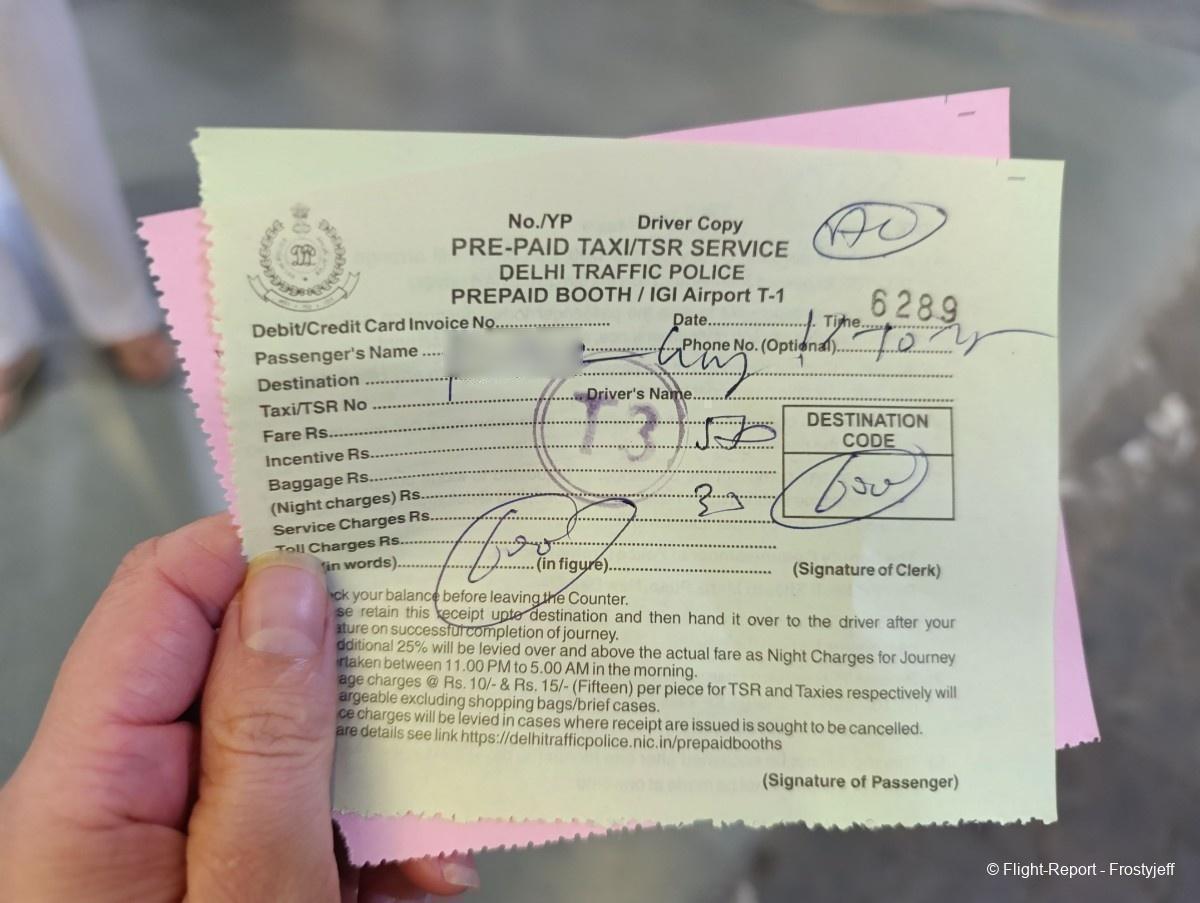 No./YP Driver Copy AC
PRE-PAID TAXI/TSR SERVICE
DELHI TRAFFIC POLICE
PREPAID BOOTH / IGI Airport T-1
6289
Debit/Credit Card Invoice No.......... Date.......... Time..........
Passenger's Name .... Phone No. (Optional)..........
Destination ..........
Taxi/TSR No .......... Driver's Name..........
T3
Fare Rs.......... 570
Incentive Rs..........
Baggage Rs..........
(Night charges) Rs.......... 30
Service Charges Rs..........
Toll Charges Rs..........
(in words).......... 600 (in figure)..........
DESTINATION
CODE
600
(Signature of Clerk)
ck your balance before leaving the Counter.
se retain this receipt upto destination and then hand it over to the driver after your
ature on successful completion of journey.
dditional 25% will be levied over and above the actual fare as Night Charges for Journey
rtaken between 11.00 PM to 5.00 AM in the morning.
age charges @ Rs. 10/- & Rs. 15/- (Fifteen) per piece for TSR and Taxies respectively will
argeable excluding shopping bags/brief cases.
ce charges will be levied in cases where receipt are issued is sought to be cancelled.
are details see link https://delhitrafficpolice.nic.in/prepaidbooths
(Signature of Passenger)
© Flight-Report - Frostyjeff